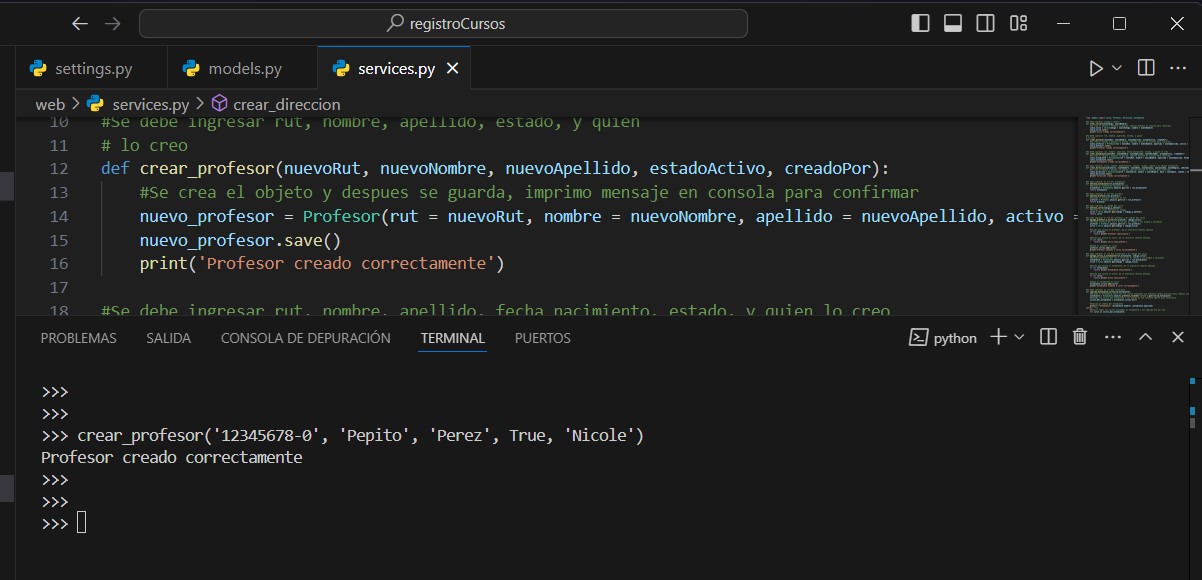 registroCursos
settings.py models.py services.py
web > services.py > crear_direccion
10 #Se debe ingresar rut, nombre, apellido, estado, y quien
11 # lo creo
12 def crear_profesor(nuevoRut, nuevoNombre, nuevoApellido, estadoActivo, creadoPor):
13 #Se crea el objeto y despues se guarda, imprimo mensaje en consola para confirmar
14 nuevo_profesor = Profesor(rut = nuevoRut, nombre = nuevoNombre, apellido = nuevoApellido, activo =
15 nuevo_profesor.save()
16 print('Profesor creado correctamente')
17
18 #Se debe ingresar rut, nombre, apellido, fecha nacimiento, estado, y quien lo creo
PROBLEMAS SALIDA CONSOLA DE DEPURACIÓN TERMINAL PUERTOS python
>>>
>>>
>>> crear_profesor('12345678-0', 'Pepito', 'Perez', True, 'Nicole')
Profesor creado correctamente
>>>
>>>
>>>